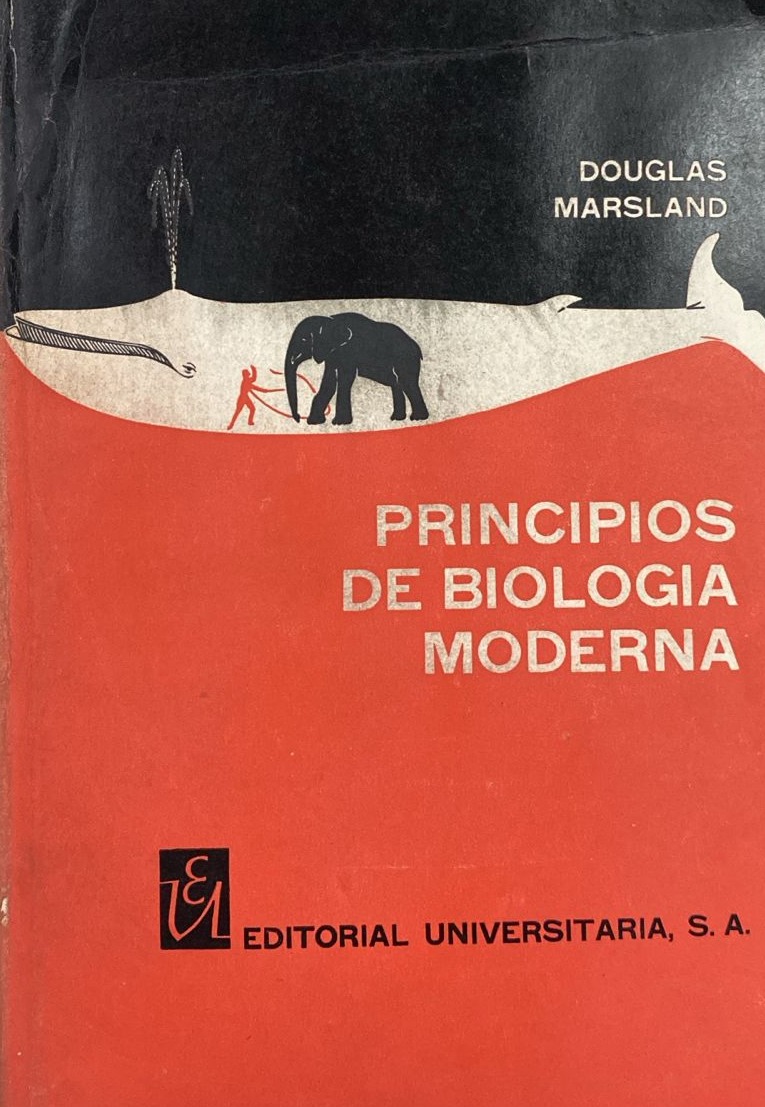 DOUGLAS
MARSLAND
PRINCIPIOS
DE BIOLOGIA
MODERNA
EU
EDITORIAL UNIVERSITARIA, S. A.